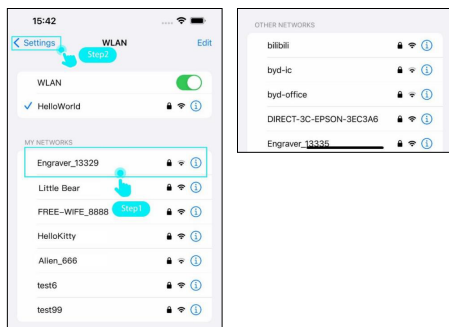 15:42
Settings WLAN Edit
Step2
WLAN
HelloWorld
MY NETWORKS
Engraver_13329
Little Bear
Step1
FREE-WIFE_8888
HelloKitty
Alien_666
test6
test99
OTHER NETWORKS
bilibili
byd-ic
byd-office
DIRECT-3C-EPSON-3EC3A6
Engraver_13335